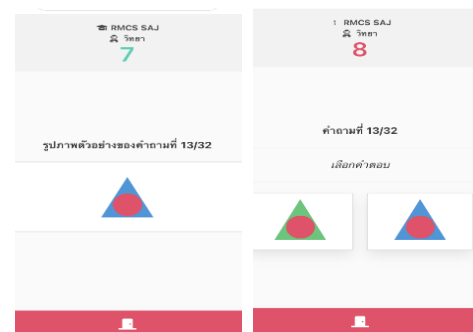 RMCS SAJ
วิทยา
7
รูปภาพตัวอย่างของคำถามที่ 13/32
RMCS SAJ
วิทยา
8
คำถามที่ 13/32
เลือกคำตอบ